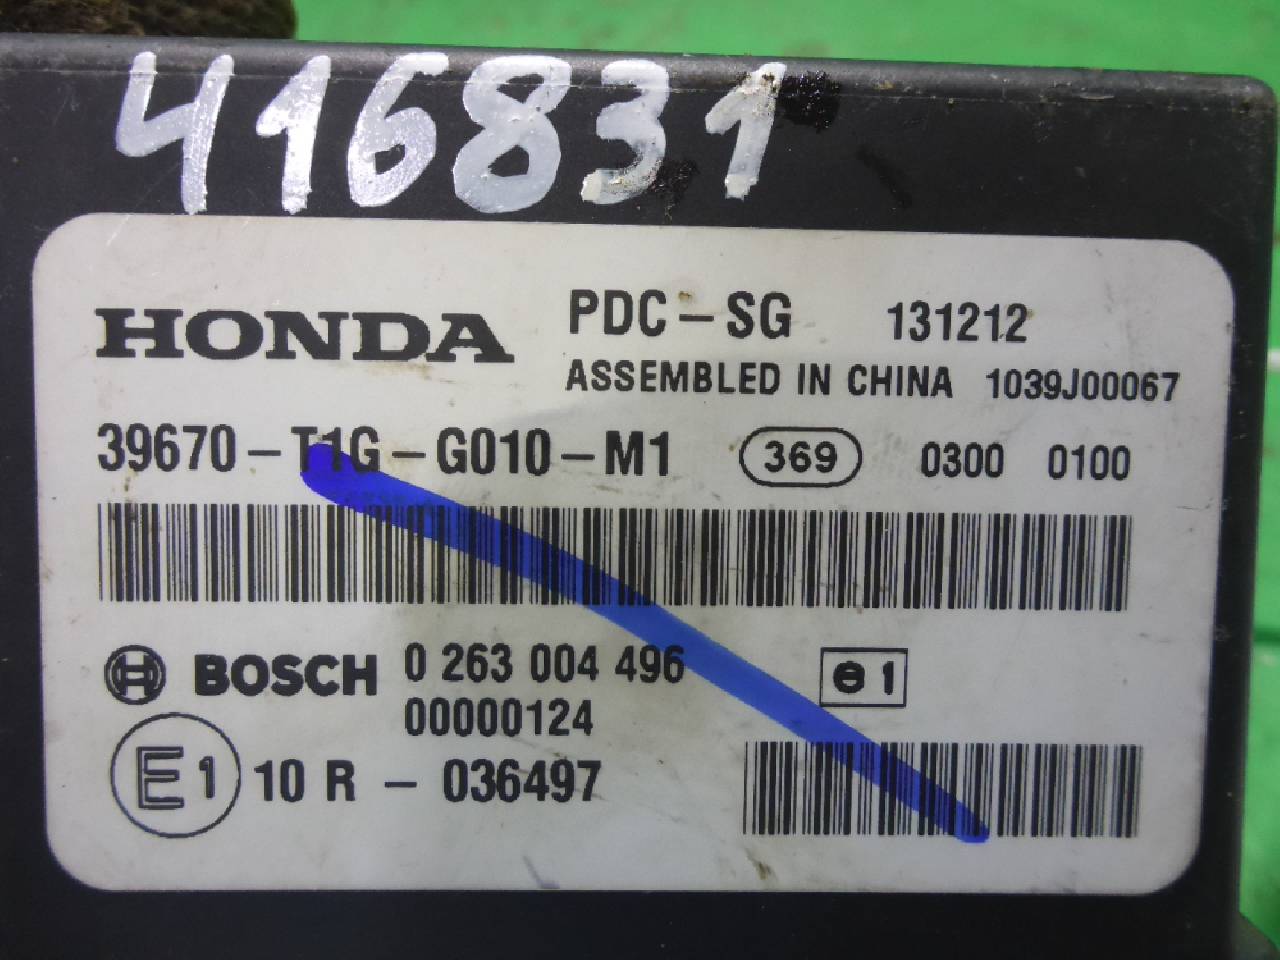 416831
HONDA PDC-SG 131212
ASSEMBLED IN CHINA 1039J00067
39670-T1G-G010-M1 369 0300 0100
BOSCH 0 263 004 496 e1
00000124
E1 10 R - 036497